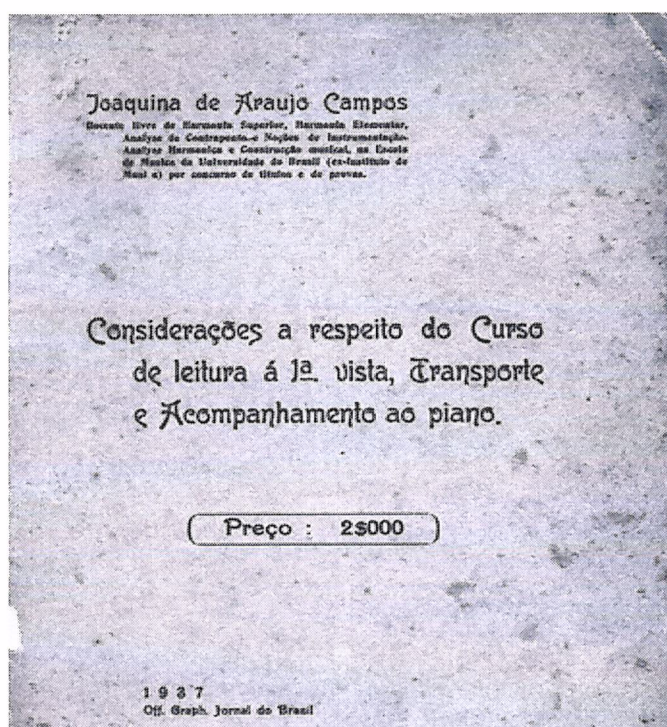 Joaquina de Araujo Campos
Docente livre de Harmonia Superior, Harmonia Elementar,
Analyse de Contraponto e Noções de Instrumentação.
Analyse Harmonica e Construcção musical, na Escola
de Musica da Universidade do Brasil (ex-Instituto de
a) por concurso de titulos e de provas.
Considerações a respeito do Curso
de leitura á 1ª vista, Transporte
e Acompanhamento ao piano.
Preço : 2$000
1937
Off. Graph. Jornal do Brasil